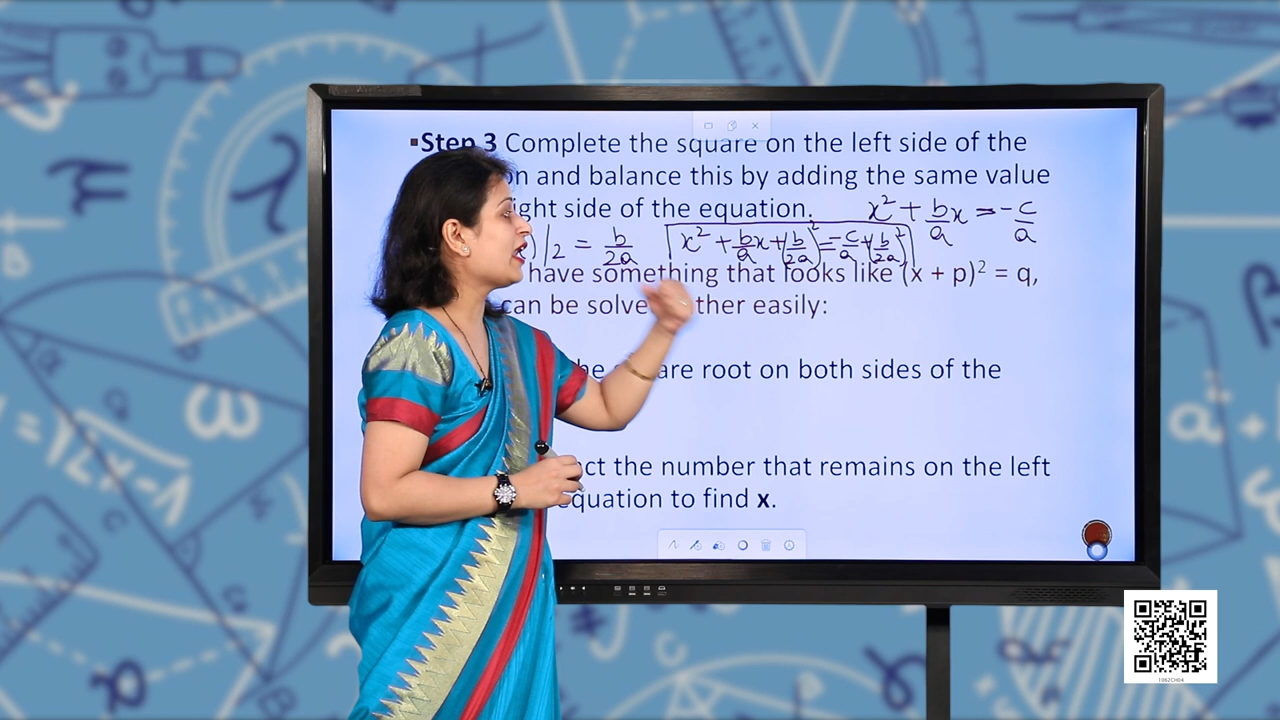 ▪Step 3 Complete the square on the left side of the
on and balance this by adding the same value
ight side of the equation. x² + b/a x = -c/a
)/2 = b/2a x² + b/a x + (b/2a)² = -c/a + (b/2a)²
have something that looks like (x + p)² = q,
can be solve ther easily:
he are root on both sides of the
ct the number that remains on the left
equation to find x.
1062CH04